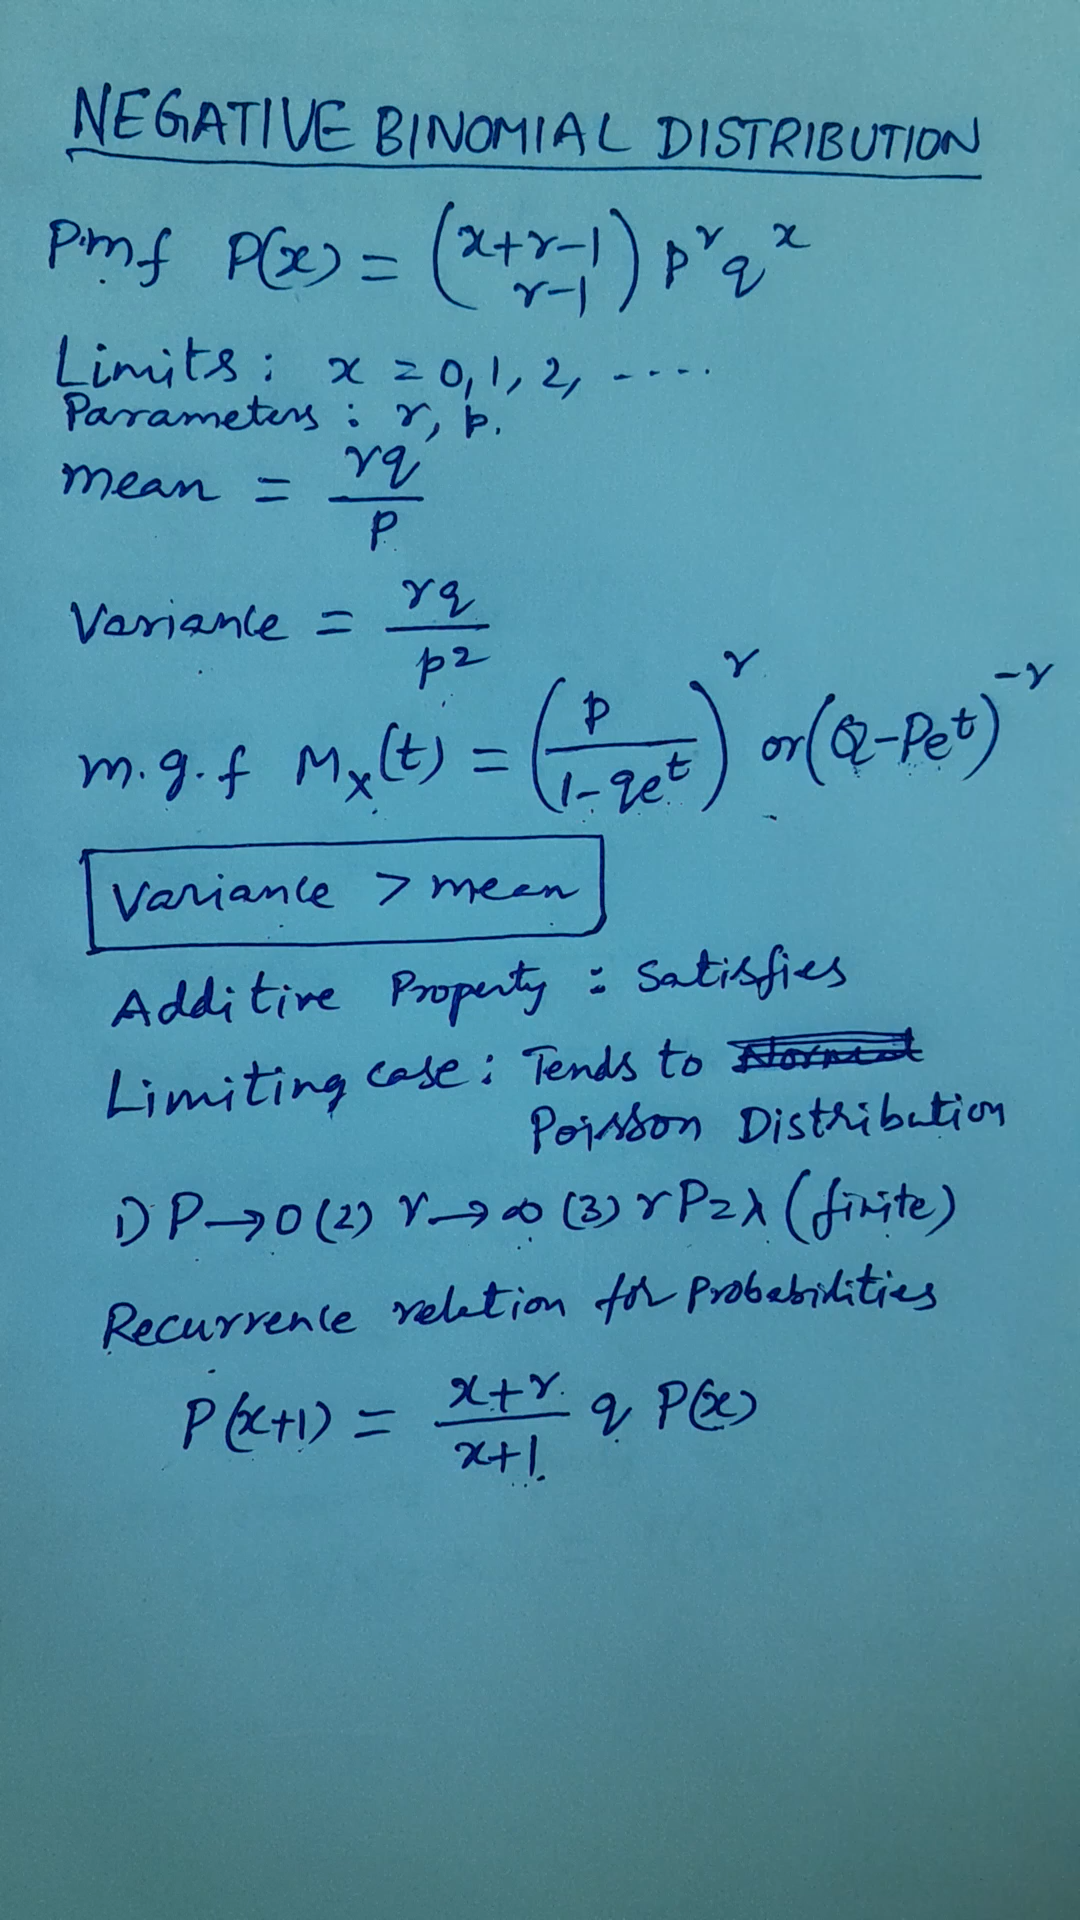 NEGATIVE BINOMIAL DISTRIBUTION
P.m.f P(x) = (x+r-1 r-1) p^r q^x
Limits: x = 0, 1, 2, -....
Parameters: r, p.
mean = rq/p
Variance = rq/p2
m.g.f Mx(t) = (p/1-qe^t)^r or (Q-Pe^t)^-r
Variance > mean
Additive Property: Satisfies
Limiting case: Tends to
Poisson Distribution
1) P→0 (2) r→∞ (3) rP=λ (finite)
Recurrence relation for Probabilities
P(x+1) = x+r/x+1 q P(x)